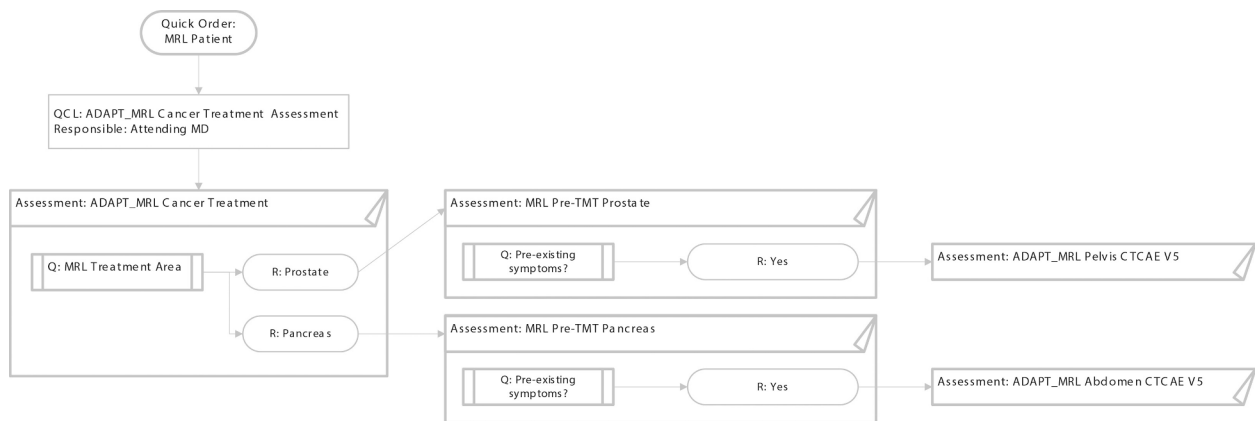 Quick Order:
MRL Patient
QCL: ADAPT_MRL Cancer Treatment Assessment
Responsible: Attending MD
Assessment: ADAPT_MRL Cancer Treatment
Q: MRL Treatment Area
R: Prostate
R: Pancreas
Assessment: MRL Pre-TMT Prostate
Q: Pre-existing
symptoms?
R: Yes
Assessment: ADAPT_MRL Pelvis CTCAE V5
Assessment: MRL Pre-TMT Pancreas
Q: Pre-existing
symptoms?
R: Yes
Assessment: ADAPT_MRL Abdomen CTCAE V5